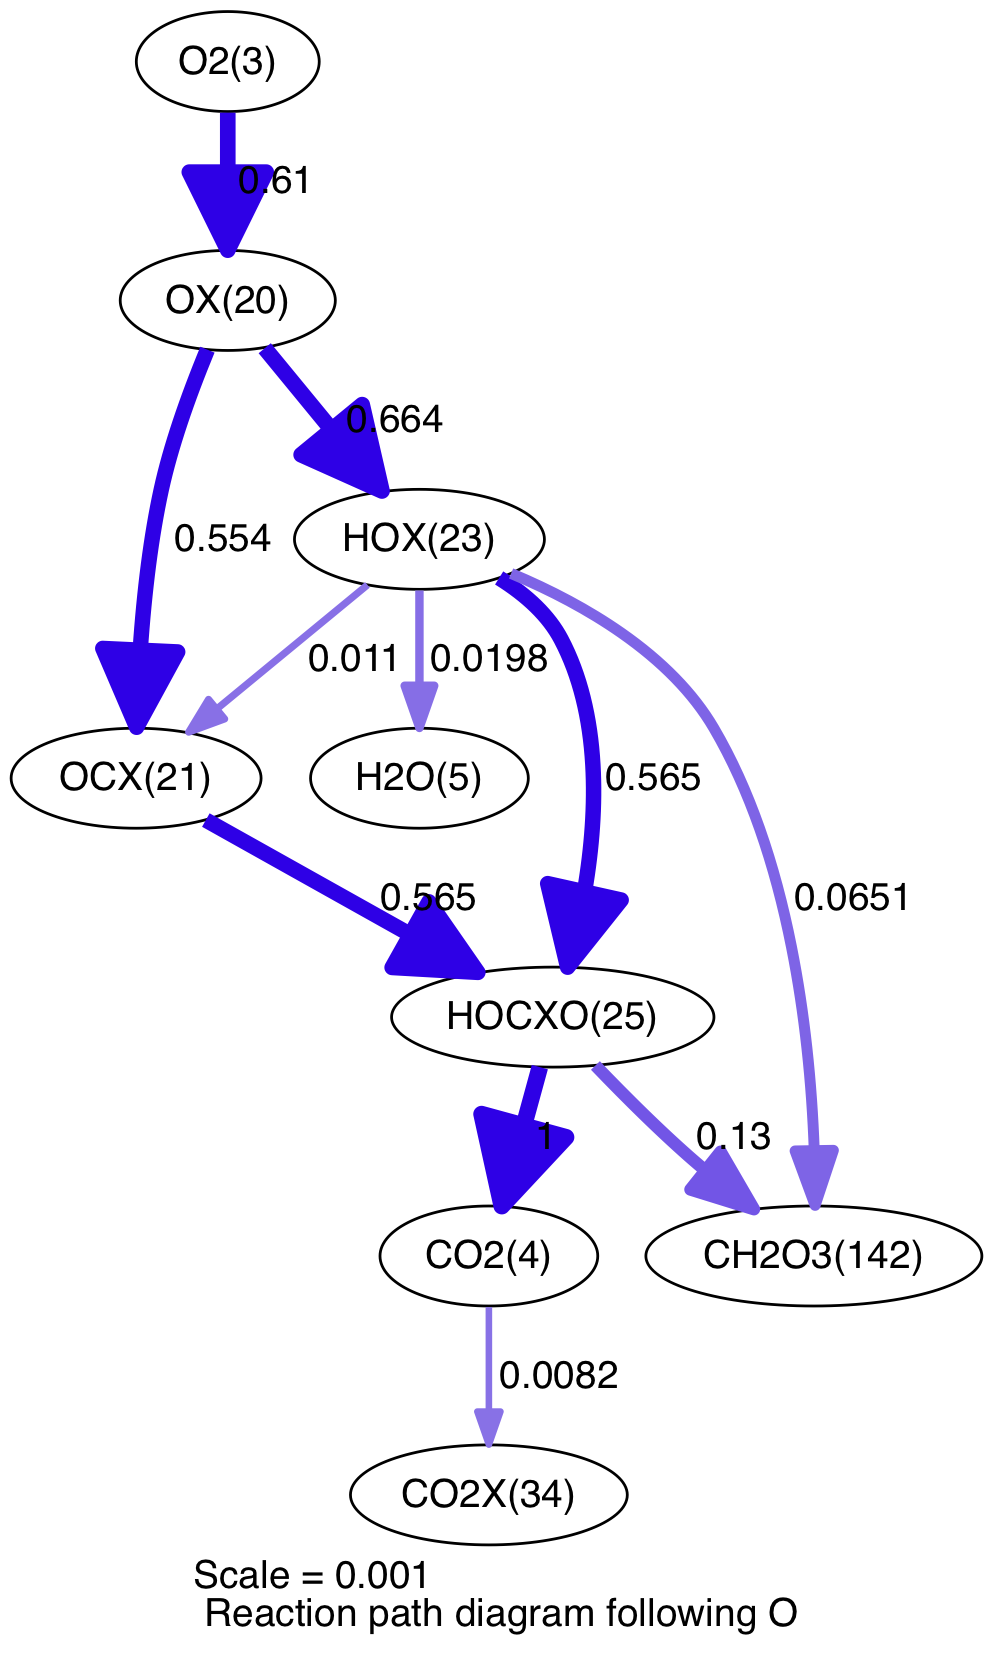 O2(3)
0.61
OX(20)
0.664
0.554
HOX(23)
0.011
0.0198
OCX(21)
H2O(5)
0.565
0.565
0.0651
HOCXO(25)
1
0.13
CO2(4)
CH2O3(142)
0.0082
CO2X(34)
Scale = 0.001
Reaction path diagram following O